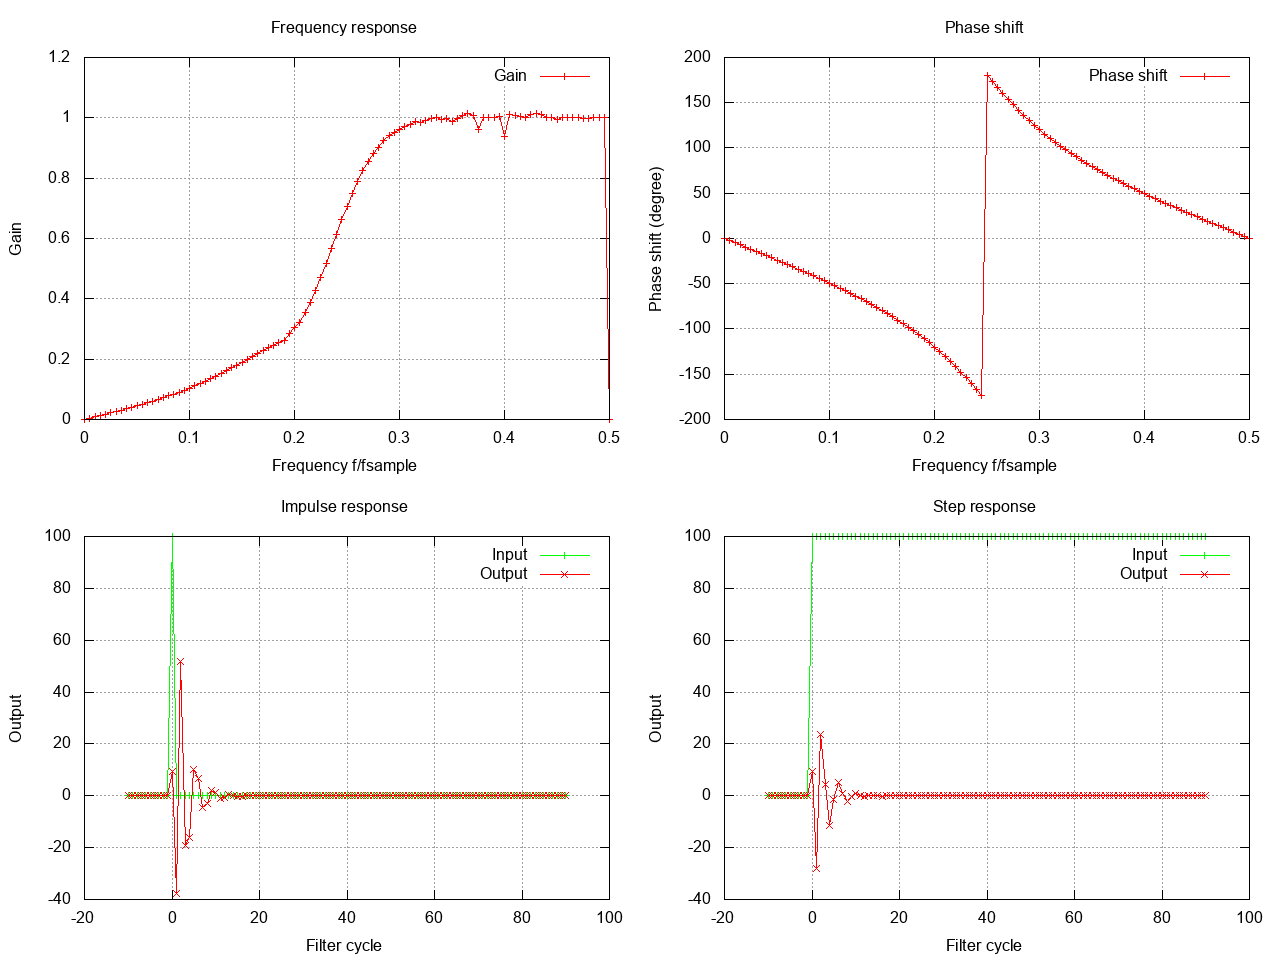 Frequency response
Gain
1.2
1
0.8
0.6
0.4
0.2
0
Gain
0 0.1 0.2 0.3 0.4 0.5
Frequency f/fsample
Phase shift
Phase shift
200
150
100
50
0
-50
-100
-150
-200
Phase shift (degree)
0 0.1 0.2 0.3 0.4 0.5
Frequency f/fsample
Impulse response
Input
Output
100
80
60
40
20
0
-20
-40
Output
-20 0 20 40 60 80 100
Filter cycle
Step response
Input
Output
100
80
60
40
20
0
-20
-40
Output
-20 0 20 40 60 80 100
Filter cycle